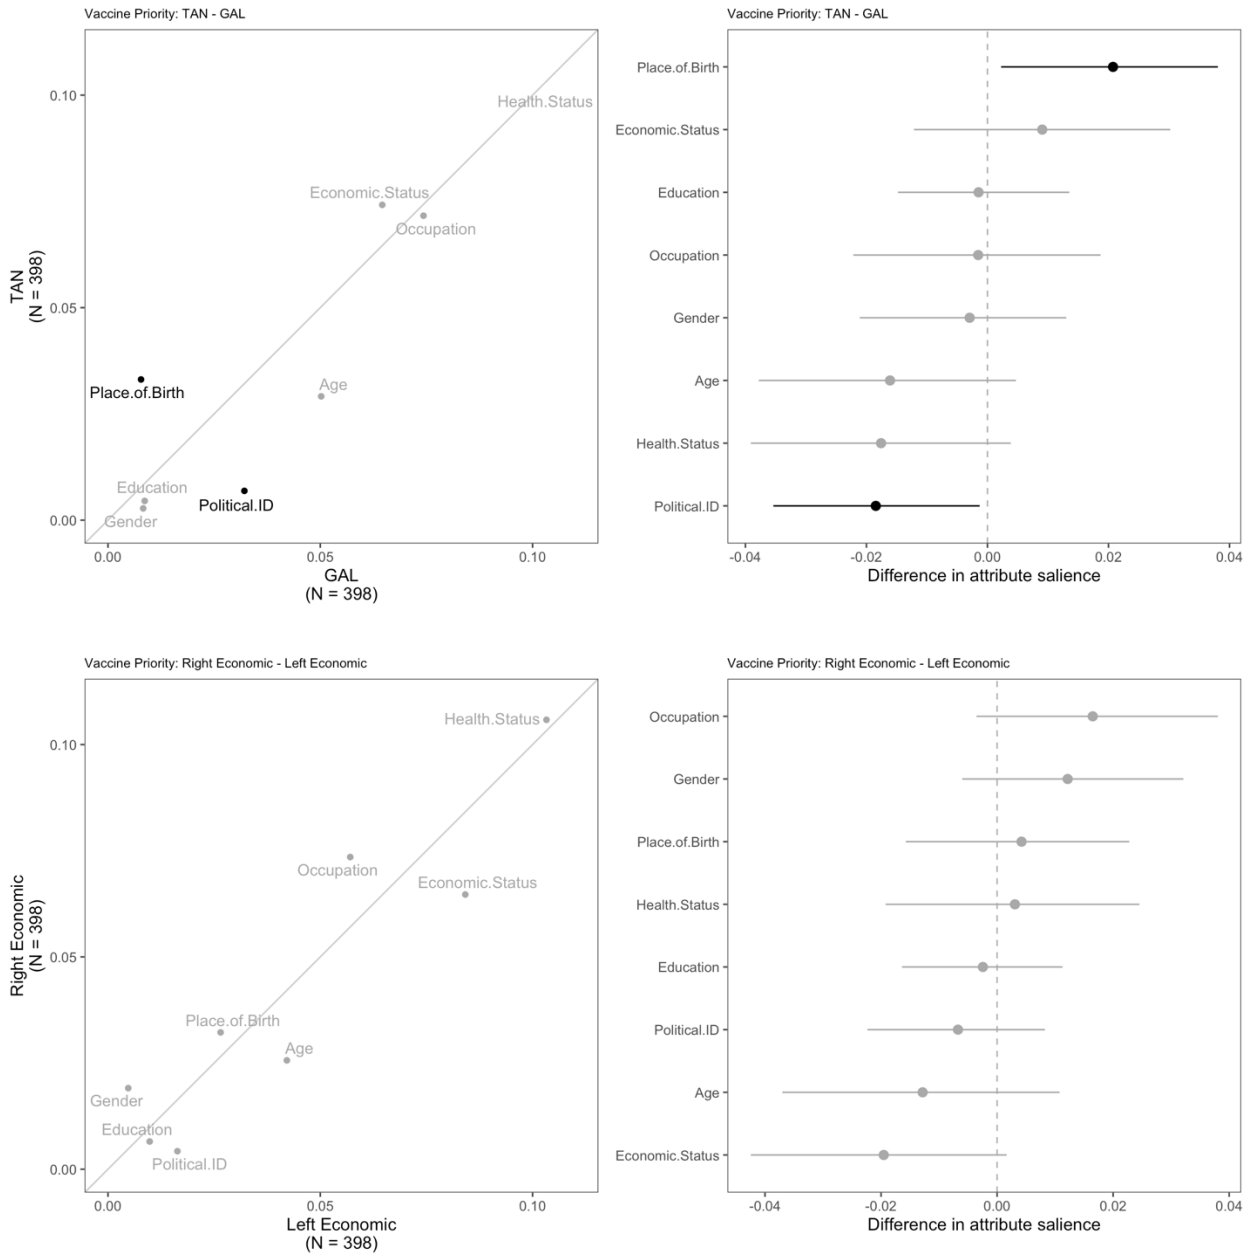 Vaccine Priority: TAN - GAL
0.10
0.05
0.00
TAN
(N = 398)
Health.Status
Economic.Status
Occupation
Place.of.Birth
Age
Education
Political.ID
Gender
0.00
0.05
0.10
GAL
(N = 398)
Vaccine Priority: TAN - GAL
Place.of.Birth
Economic.Status
Education
Occupation
Gender
Age
Health.Status
Political.ID
-0.04
-0.02
0.00
0.02
0.04
Difference in attribute salience
Vaccine Priority: Right Economic - Left Economic
0.10
0.05
0.00
Right Economic
(N = 398)
Health.Status
Occupation
Economic.Status
Place.of.Birth
Age
Gender
Education
Political.ID
0.00
0.05
0.10
Left Economic
(N = 398)
Vaccine Priority: Right Economic - Left Economic
Occupation
Gender
Place.of.Birth
Health.Status
Education
Political.ID
Age
Economic.Status
-0.04
-0.02
0.00
0.02
0.04
Difference in attribute salience